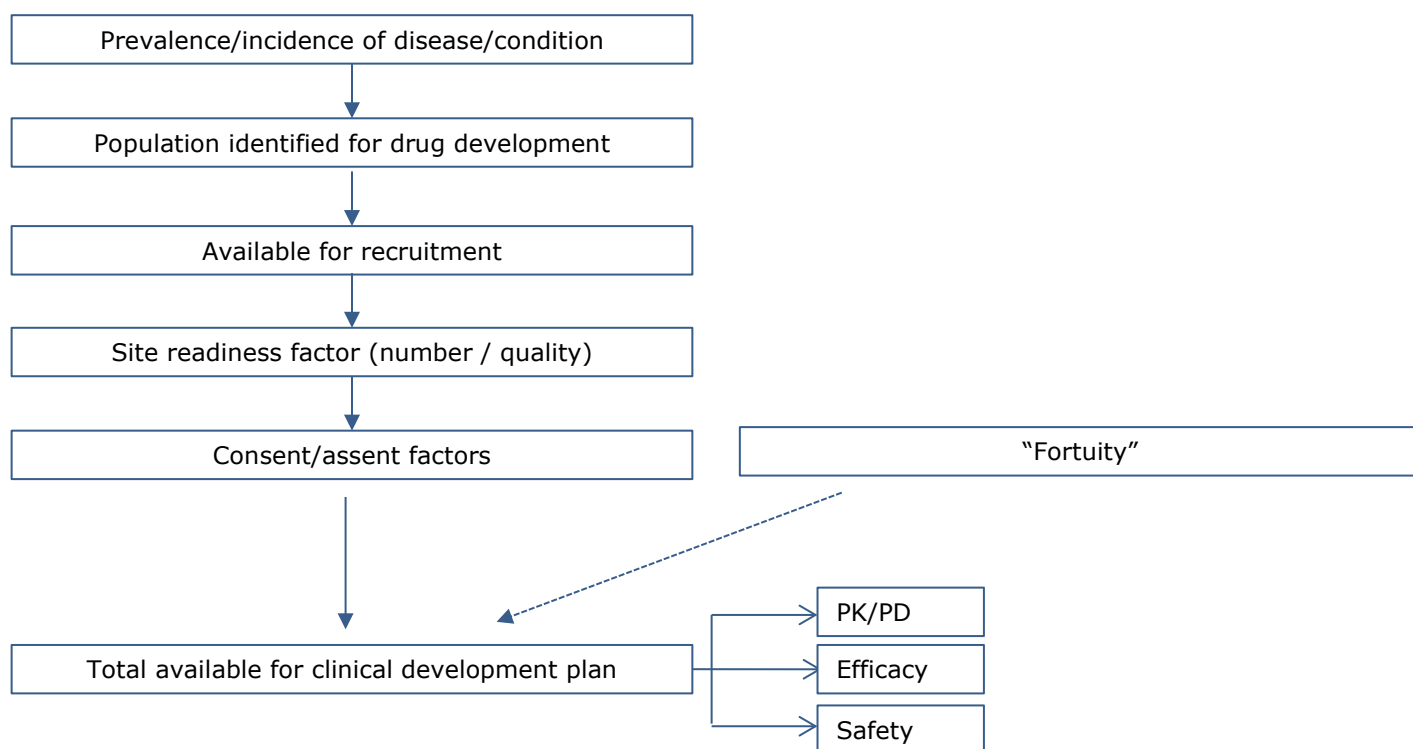 Prevalence/incidence of disease/condition
Population identified for drug development
Available for recruitment
Site readiness factor (number / quality)
Consent/assent factors
“Fortuity”
PK/PD
Total available for clinical development plan
Efficacy
Safety